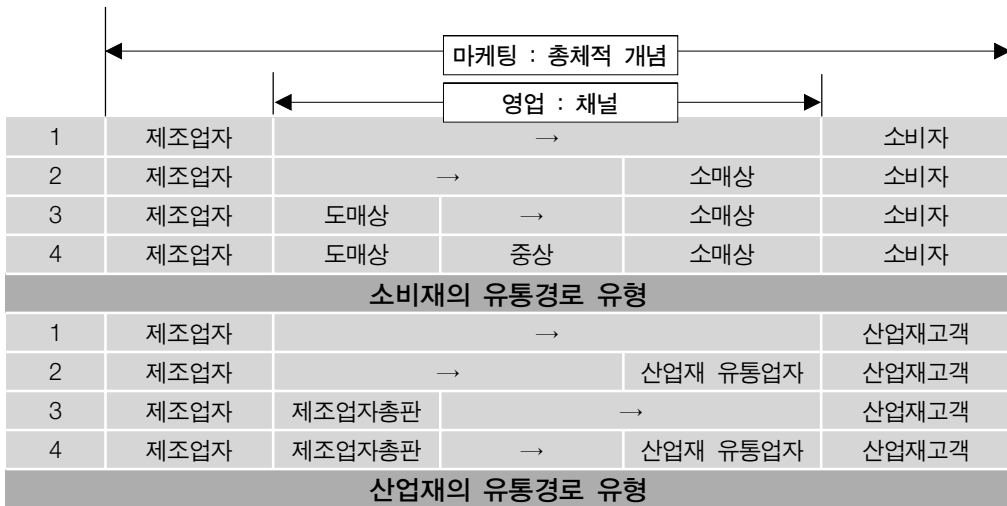 마케팅 : 총체적 개념
영업 : 채널
1 제조업자 → 소비자
2 제조업자 → 소매상 소비자
3 제조업자 도매상 → 소매상 소비자
4 제조업자 도매상 중상 소매상 소비자
소비재의 유통경로 유형
1 제조업자 → 산업재고객
2 제조업자 → 산업재 유통업자 산업재고객
3 제조업자 제조업자총판 → 산업재고객
4 제조업자 제조업자총판 → 산업재 유통업자 산업재고객
산업재의 유통경로 유형